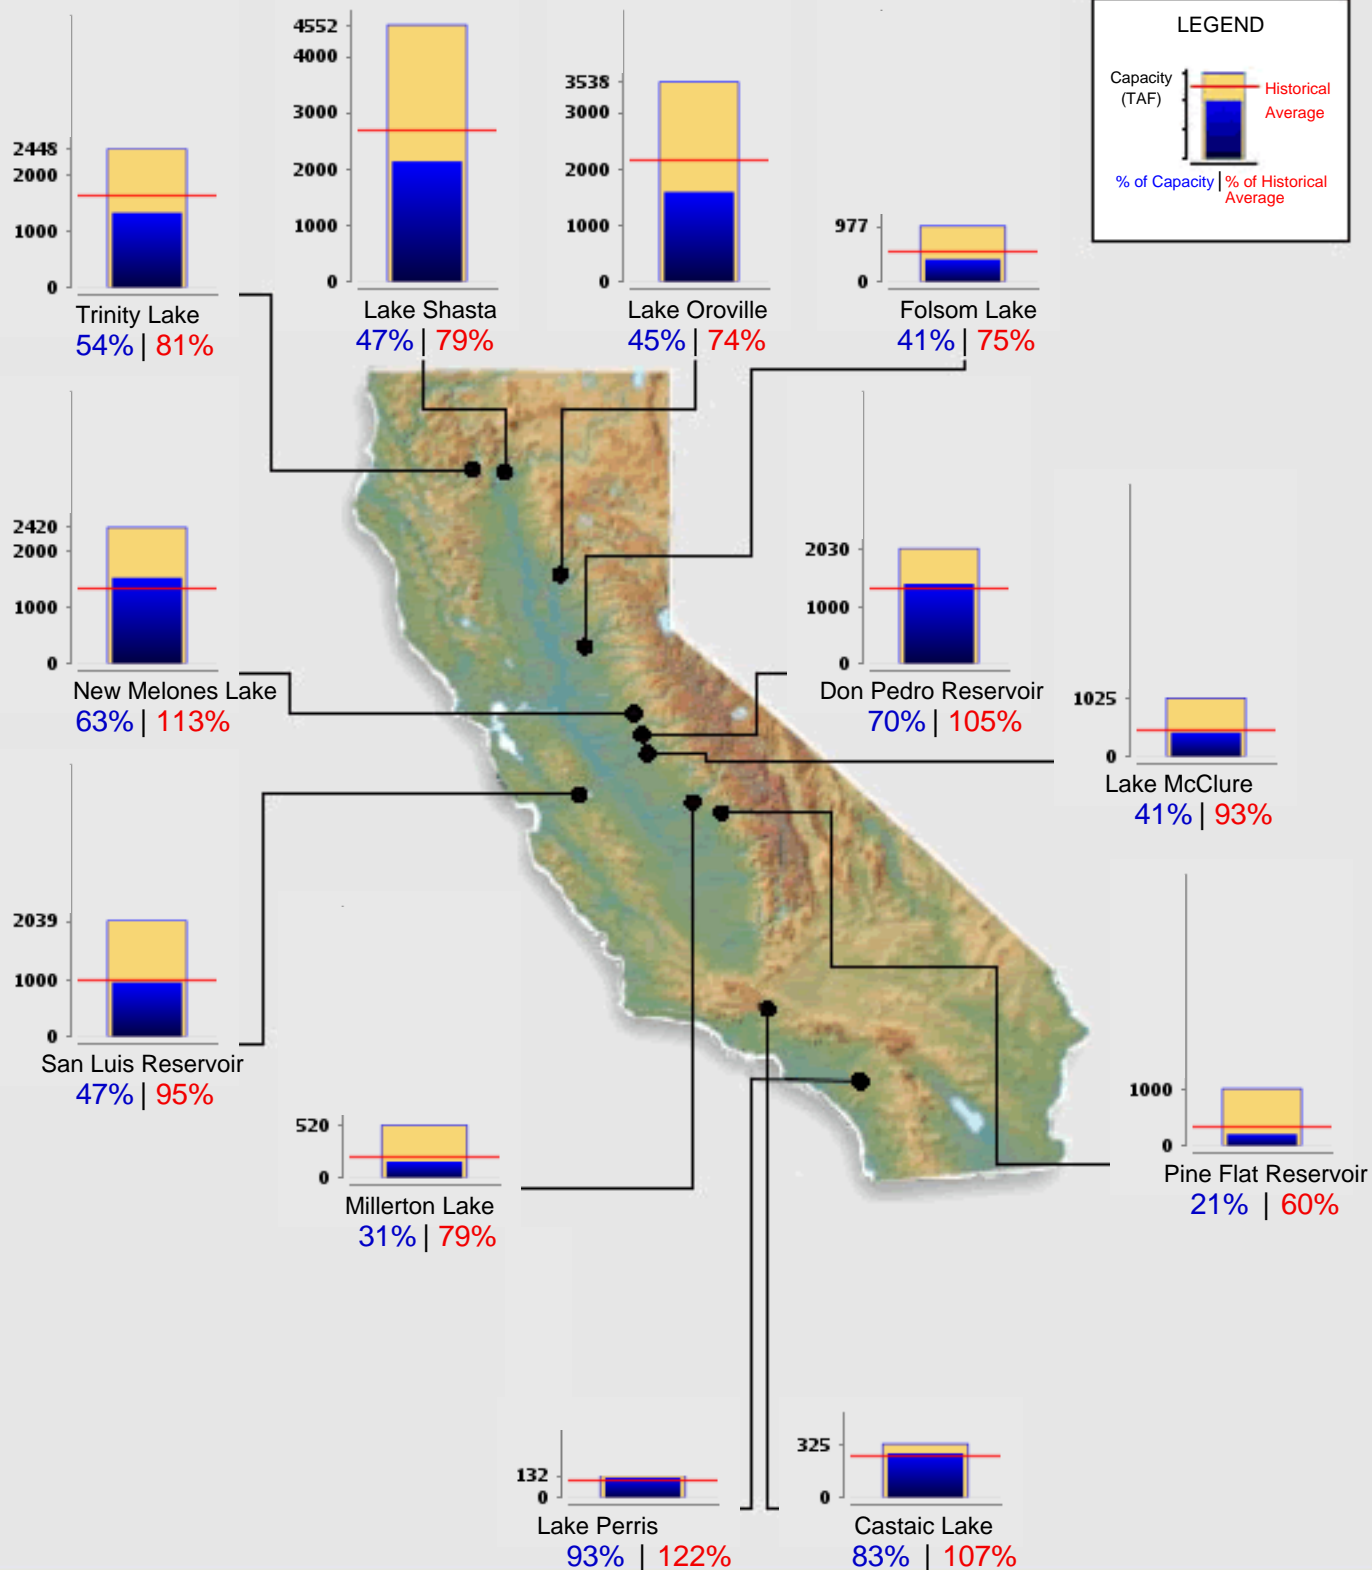 LEGEND
Capacity
(TAF)
Historical
Average
% of Capacity | % of Historical
Average
2448
2000
1000
0
Trinity Lake
54% | 81%
4552
4000
3000
2000
1000
0
Lake Shasta
47% | 79%
3538
3000
2000
1000
0
Lake Oroville
45% | 74%
977
0
Folsom Lake
41% | 75%
2420
2000
1000
0
New Melones Lake
63% | 113%
2030
1000
0
Don Pedro Reservoir
70% | 105%
1025
0
Lake McClure
41% | 93%
2039
1000
0
San Luis Reservoir
47% | 95%
520
0
Millerton Lake
31% | 79%
1000
0
Pine Flat Reservoir
21% | 60%
132
0
Lake Perris
93% | 122%
325
0
Castaic Lake
83% | 107%